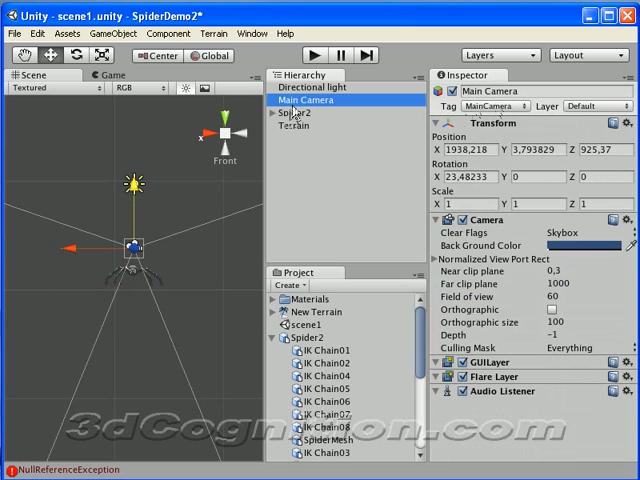 Unity - scene1.unity - SpiderDemo2*
File Edit Assets GameObject Component Terrain Window Help
Center Global Layers Layout
Scene Game
Textured RGB
x
Front
Hierarchy
Directional light
Main Camera
Spider2
Terrain
Project
Create
Materials
New Terrain
scene1
Spider2
IK Chain01
IK Chain02
IK Chain04
IK Chain05
IK Chain06
IK Chain07
IK Chain08
SpiderMesh
IK Chain03
Inspector
Main Camera
Tag MainCamera Layer Default
Transform
Position
X 1938,218 Y 3,793829 Z 925,37
Rotation
X 23,48233 Y 0 Z 0
Scale
X 1 Y 1 Z 1
Camera
Clear Flags Skybox
Back Ground Color
Normalized View Port Rect
Near clip plane 0,3
Far clip plane 1000
Field of view 60
Orthographic
Orthographic size 100
Depth -1
Culling Mask Everything
GUILayer
Flare Layer
Audio Listener
3dCognition.com
NullReferenceException